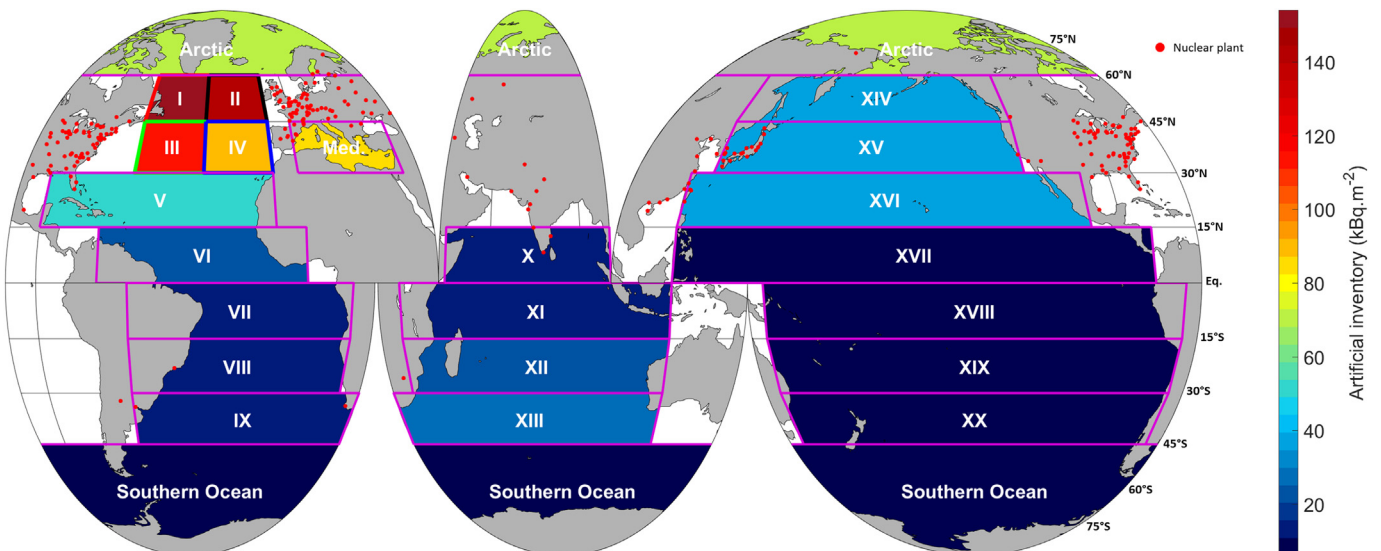 Arctic
Arctic
Arctic
75°N
Nuclear plant
60°N
140
I
II
XIV
45°N
120
III
IV
Med.
XV
30°N
100
V
XVI
15°N
VI
X
XVII
80
Eq.
VII
XI
XVIII
60
15°S
VIII
XII
XIX
30°S
40
IX
XIII
XX
45°S
Southern Ocean
Southern Ocean
Southern Ocean
60°S
20
75°S
Artificial inventory (kBq.m-2)